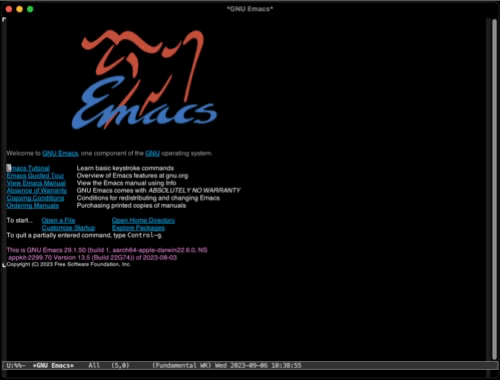 *GNU Emacs*
Emacs
Welcome to GNU Emacs, one component of the GNU operating system.
Emacs Tutorial Learn basic keystroke commands
Emacs Guided Tour Overview of Emacs features at gnu.org
View Emacs Manual View the Emacs manual using Info
Absence of Warranty GNU Emacs comes with ABSOLUTELY NO WARRANTY
Copying Conditions Conditions for redistributing and changing Emacs
Ordering Manuals Purchasing printed copies of manuals
To start... Open a File Open Home Directory
Customize Startup Explore Packages
To quit a partially entered command, type Control-g.
This is GNU Emacs 29.1.50 (build 1, aarch64-apple-darwin22.6.0, NS
appkit-2299.70 Version 13.5 (Build 22G74)) of 2023-08-03
Copyright (C) 2023 Free Software Foundation, Inc.
U:%%- *GNU Emacs* All (5,0) (Fundamental WK) Wed 2023-09-06 10:38:55